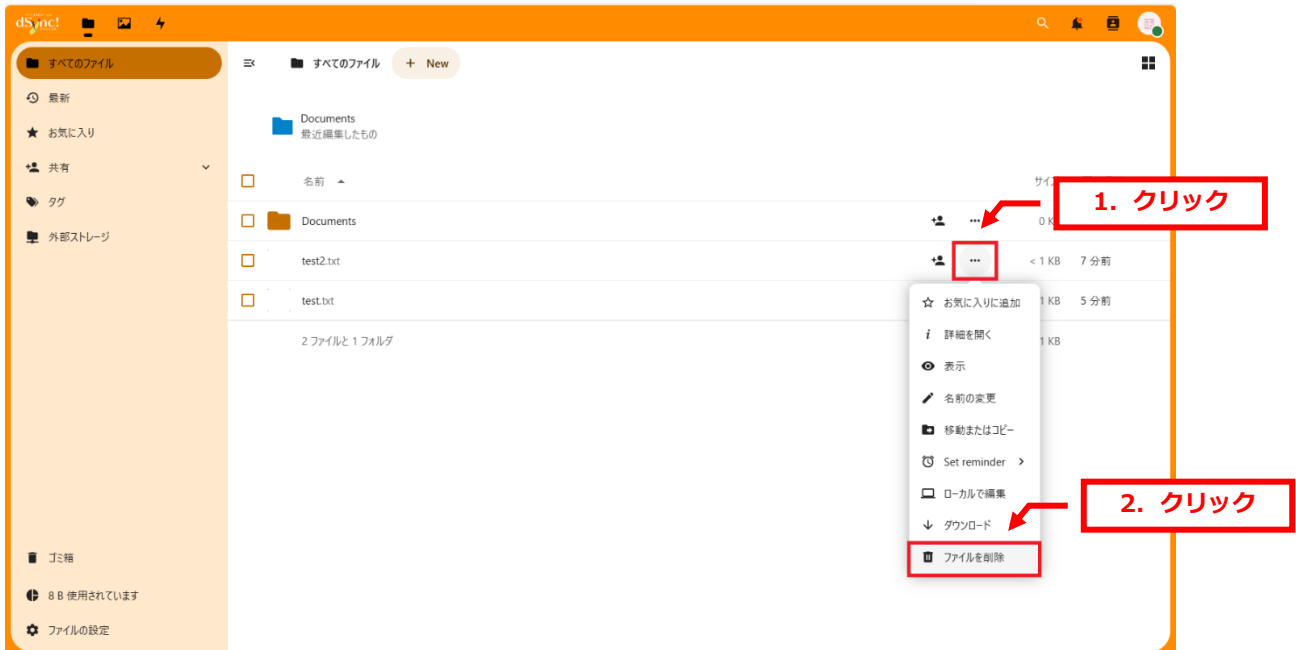 dSync!
すべてのファイル
すべてのファイル
+ New
最新
お気に入り
共有
タグ
外部ストレージ
Documents
最近編集したもの
名前
1. クリック
Documents
test2.txt
< 1 KB
7 分前
test.txt
1 KB
5 分前
2 ファイルと 1 フォルダ
1 KB
お気に入りに追加
詳細を開く
表示
名前の変更
移動またはコピー
Set reminder
ローカルで編集
2. クリック
ダウンロード
ファイルを削除
ゴミ箱
8 B 使用されています
ファイルの設定